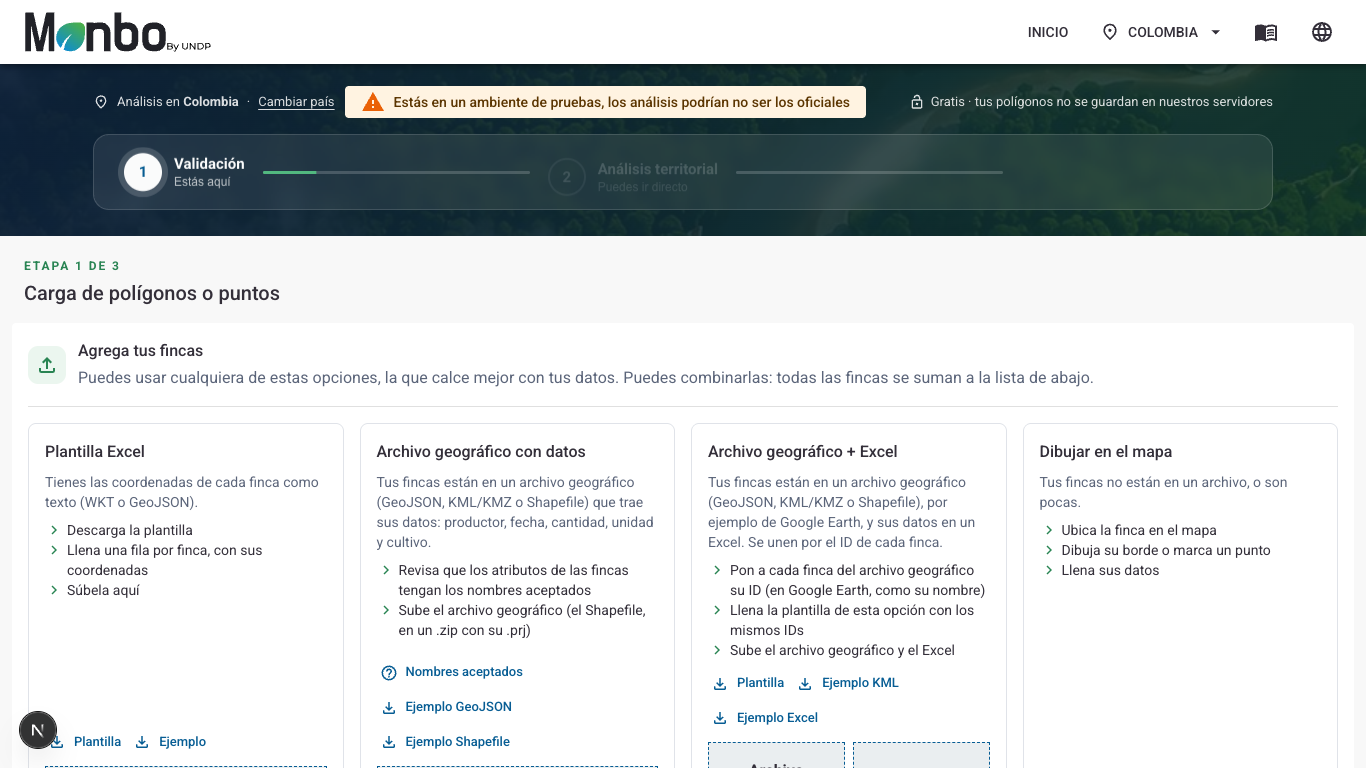 Monbo By UNDP
INICIO
COLOMBIA
Análisis en Colombia · Cambiar país
Estás en un ambiente de pruebas, los análisis podrían no ser los oficiales
Gratis · tus polígonos no se guardan en nuestros servidores
1
Validación
Estás aquí
2
Análisis territorial
Puedes ir directo
ETAPA 1 DE 3
Carga de polígonos o puntos
Agrega tus fincas
Puedes usar cualquiera de estas opciones, la que calce mejor con tus datos. Puedes combinarlas: todas las fincas se suman a la lista de abajo.
Plantilla Excel
Tienes las coordenadas de cada finca como
texto (WKT o GeoJSON).
Descarga la plantilla
Llena una fila por finca, con sus
coordenadas
Súbela aquí
Plantilla
Ejemplo
N
Archivo geográfico con datos
Tus fincas están en un archivo geográfico
(GeoJSON, KML/KMZ o Shapefile) que trae
sus datos: productor, fecha, cantidad, unidad
y cultivo.
Revisa que los atributos de las fincas
tengan los nombres aceptados
Sube el archivo geográfico (el Shapefile,
en un .zip con su .prj)
Nombres aceptados
Ejemplo GeoJSON
Ejemplo Shapefile
Archivo geográfico + Excel
Tus fincas están en un archivo geográfico
(GeoJSON, KML/KMZ o Shapefile), por
ejemplo de Google Earth, y sus datos en un
Excel. Se unen por el ID de cada finca.
Pon a cada finca del archivo geográfico
su ID (en Google Earth, como su nombre)
Llena la plantilla de esta opción con los
mismos IDs
Sube el archivo geográfico y el Excel
Plantilla
Ejemplo KML
Ejemplo Excel
Archivo
Dibujar en el mapa
Tus fincas no están en un archivo, o son
pocas.
Ubica la finca en el mapa
Dibuja su borde o marca un punto
Llena sus datos